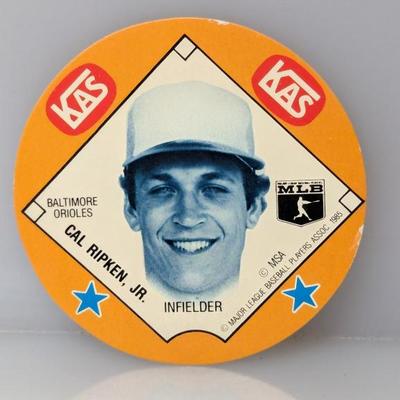 KAS
KAS
BALTIMORE
ORIOLES
CAL RIPKEN, JR.
INFIELDER
MLB
© MSA
© MAJOR LEAGUE BASEBALL PLAYERS ASSOC 1985